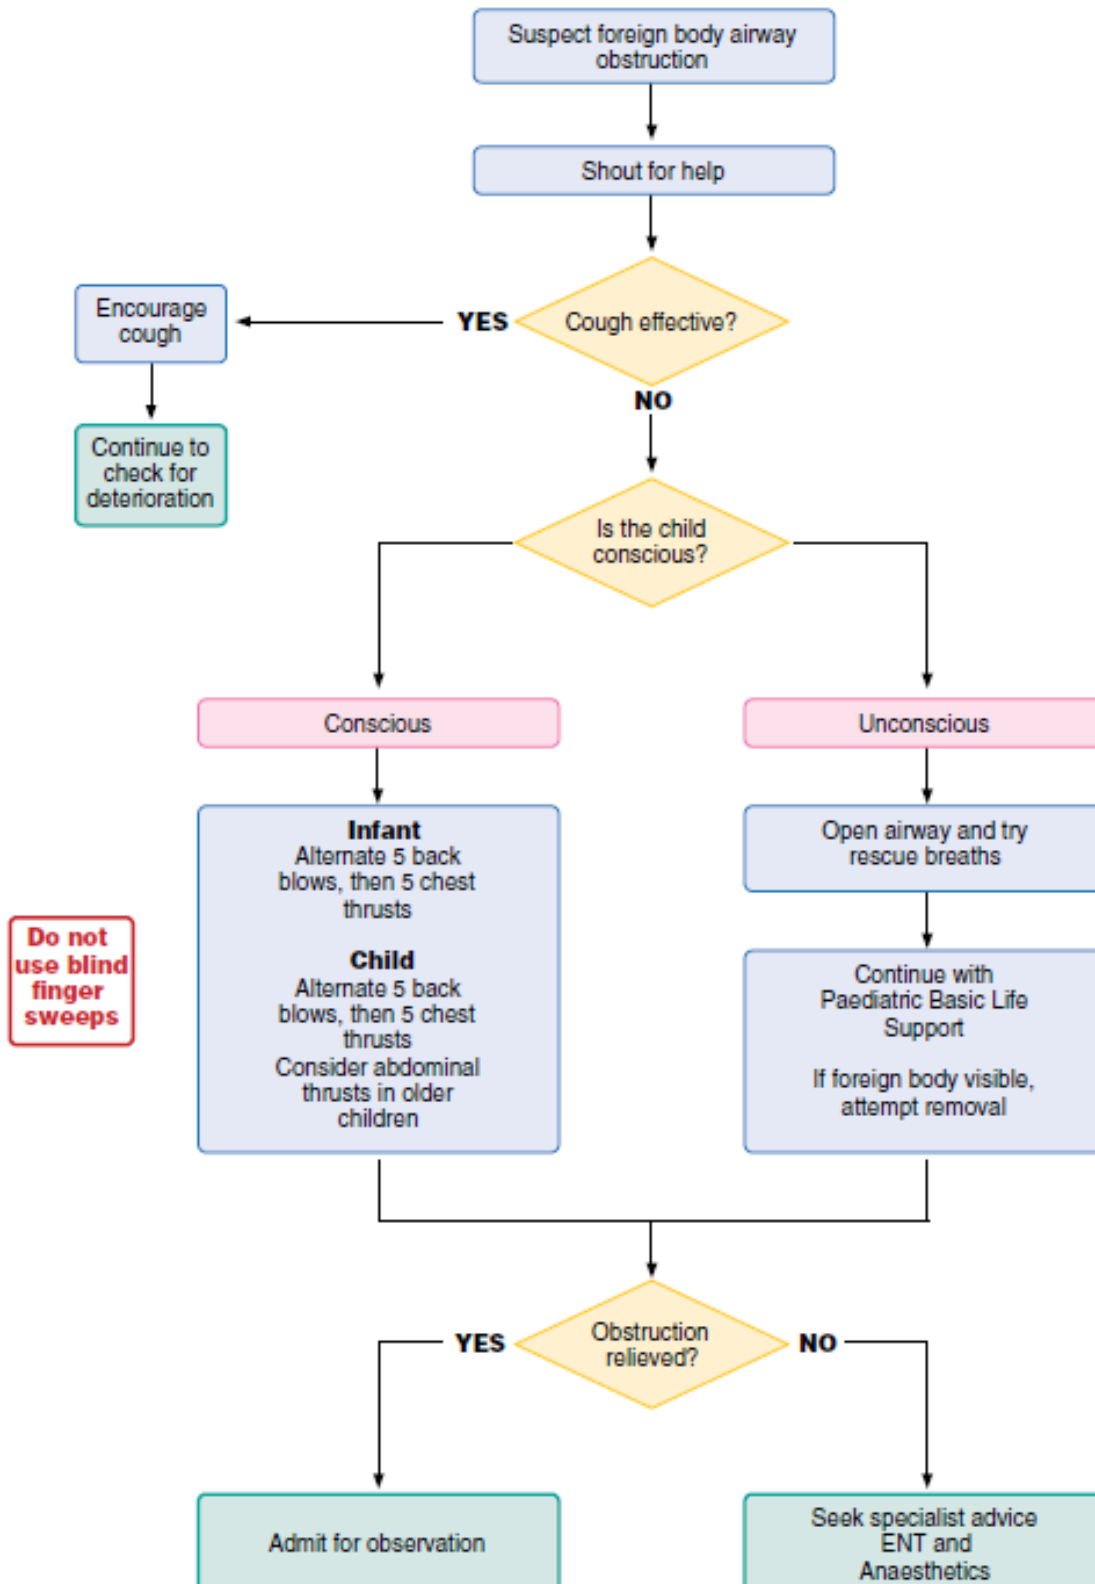 Suspect foreign body airway
obstruction
Shout for help
Cough effective?
YES
Encourage
cough
Continue to
check for
deterioration
NO
Is the child
conscious?
Conscious
Infant
Alternate 5 back
blows, then 5 chest
thrusts
Child
Alternate 5 back
blows, then 5 chest
thrusts
Consider abdominal
thrusts in older
children
Unconscious
Open airway and try
rescue breaths
Continue with
Paediatric Basic Life
Support
If foreign body visible,
attempt removal
Do not
use blind
finger
sweeps
Obstruction
relieved?
YES
NO
Admit for observation
Seek specialist advice
ENT and
Anaesthetics